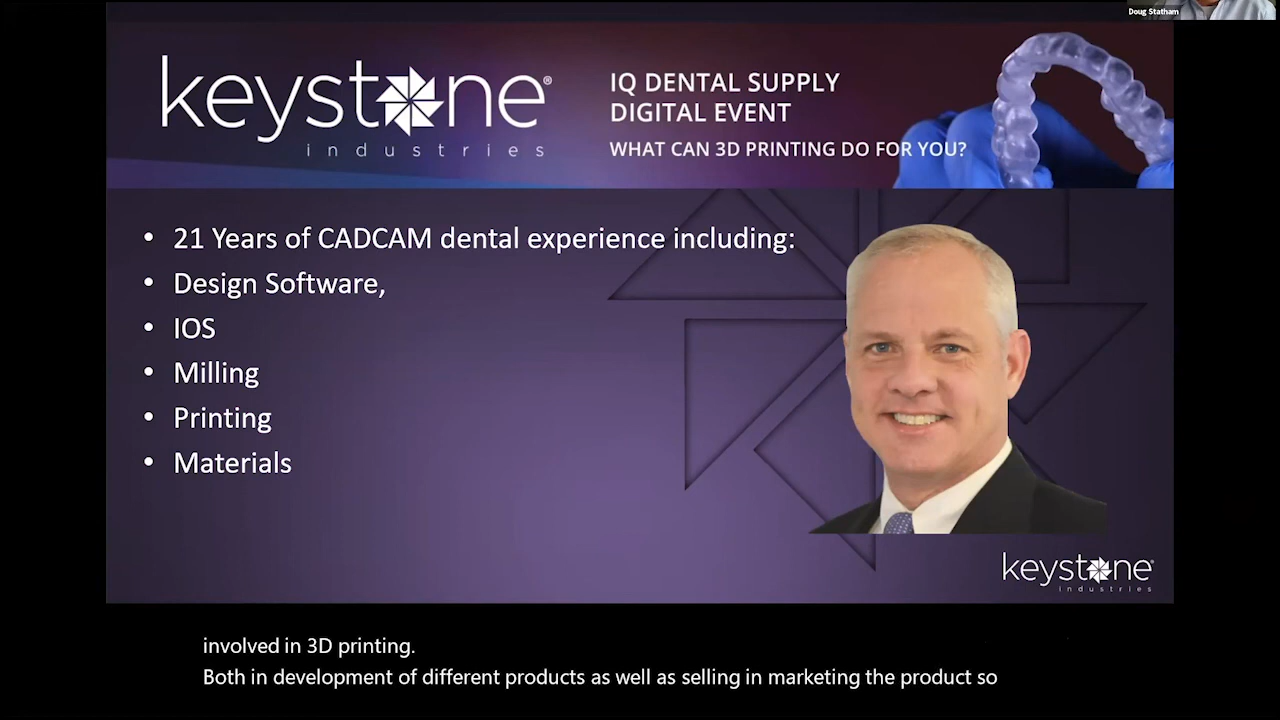 Doug Statham
keystone®
industries
IQ DENTAL SUPPLY
DIGITAL EVENT
WHAT CAN 3D PRINTING DO FOR YOU?
• 21 Years of CADCAM dental experience including:
• Design Software,
• IOS
• Milling
• Printing
• Materials
keystone®
industries
involved in 3D printing.
Both in development of different products as well as selling in marketing the product so